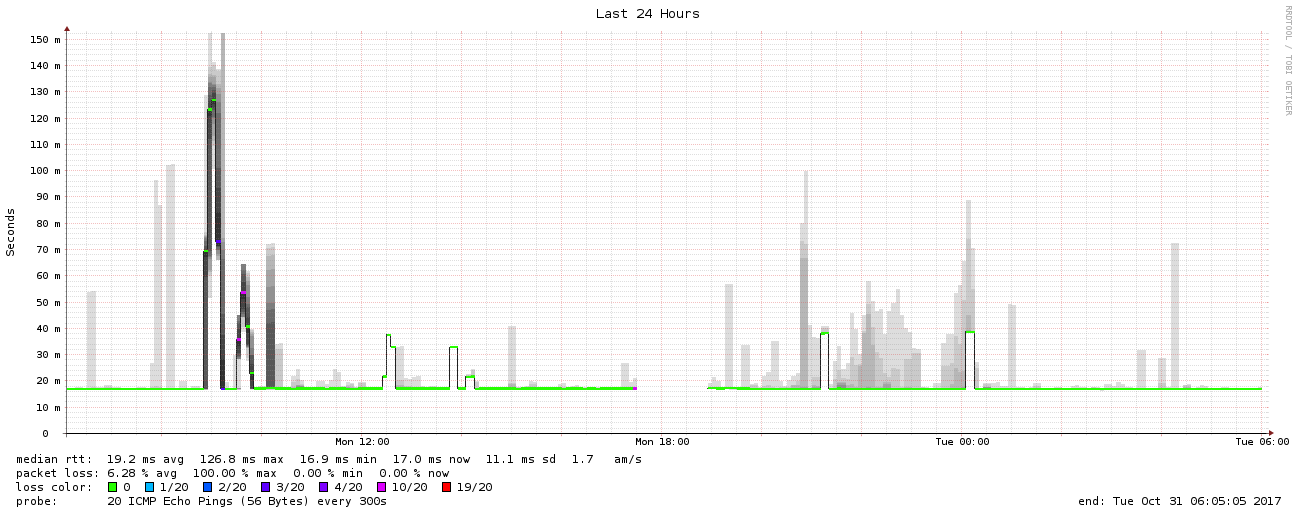 Last 24 Hours
RRDTOOL / TOBI OETIKER
Seconds
150 m
140 m
130 m
120 m
110 m
100 m
90 m
80 m
70 m
60 m
50 m
40 m
30 m
20 m
10 m
0
Mon 12:00 Mon 18:00 Tue 00:00 Tue 06:00
median rtt: 19.2 ms avg 126.8 ms max 16.9 ms min 17.0 ms now 11.1 ms sd 1.7 am/s
packet loss: 6.28 % avg 100.00 % max 0.00 % min 0.00 % now
loss color: 0 1/20 2/20 3/20 4/20 10/20 19/20
probe: 20 ICMP Echo Pings (56 Bytes) every 300s end: Tue Oct 31 06:05:05 2017